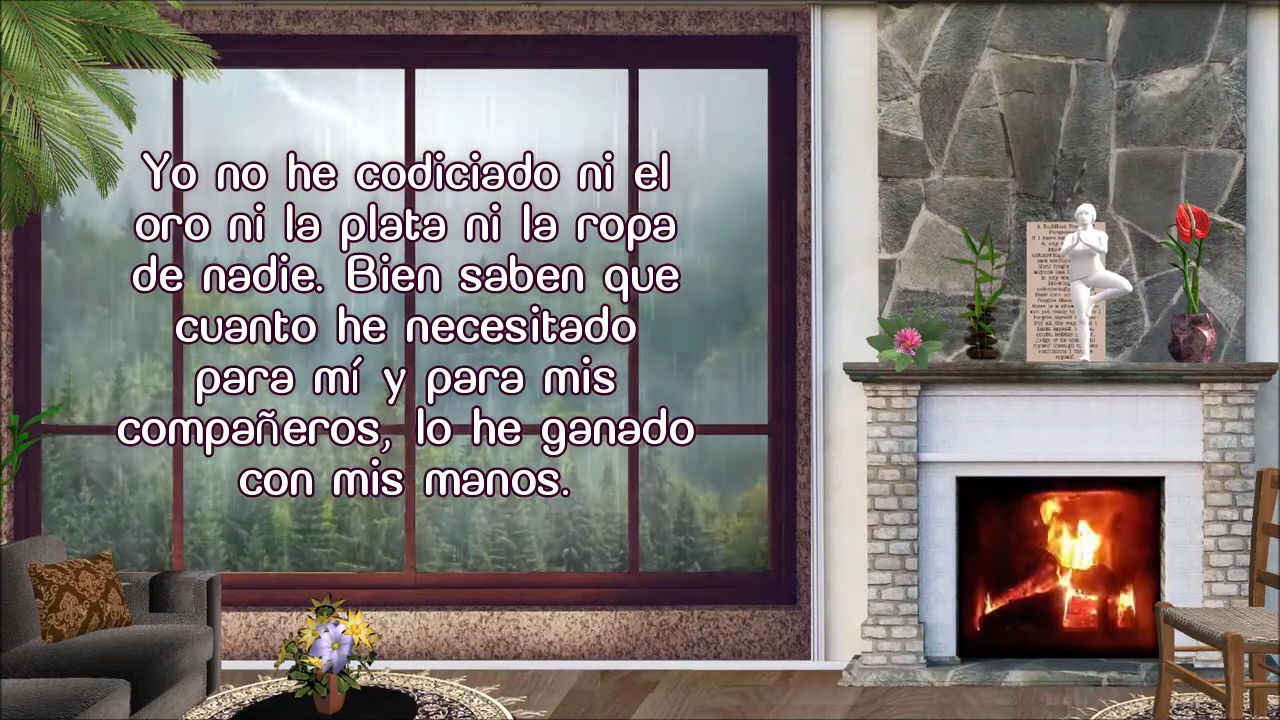 Yo no he codiciado ni el
oro ni la plata ni la ropa
de nadie. Bien saben que
cuanto he necesitado
para mí y para mis
compañeros, lo he ganado
con mis manos.
A Buddhist